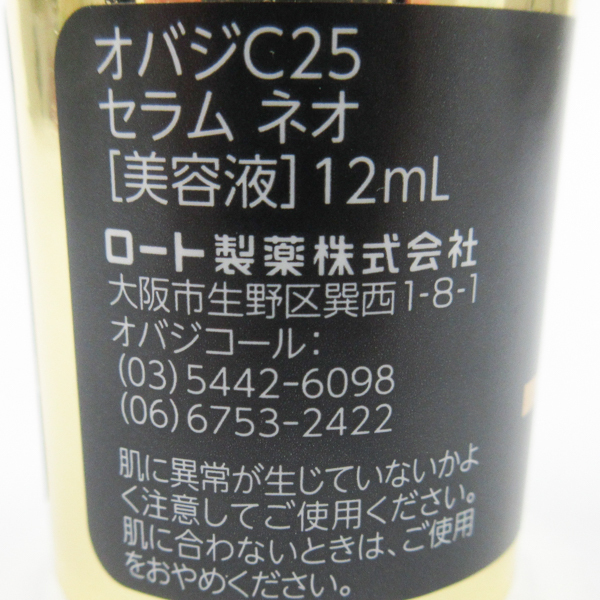 オバジC25
セラム ネオ
[美容液]12mL
ロート製薬株式会社
大阪市生野区巽西1-8-1
オバジコール：
(03)5442-6098
(06)6753-2422
肌に異常が生じていないかよ
く注意してご使用ください。
肌に合わないときは、ご使用
をおやめください。